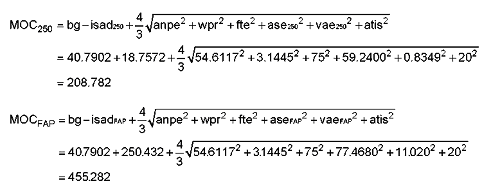 MOC₂₅₀ = bg−isad₂₅₀+4/3√anpe²+wpr²+fte²+ase₂₅₀²+vae₂₅₀²+atis²
= 40.7902+18.7572+4/3√54.6117²+3.1445²+75²+59.2400²+0.8349²+20²
= 208.782
MOC_FAP = bg−isad_FAP+4/3√anpe²+wpr²+fte²+ase_FAP²+vae_FAP²+atis²
= 40.7902+250.432+4/3√54.6117²+3.1445²+75²+77.4680²+11.020²+20²
= 455.282